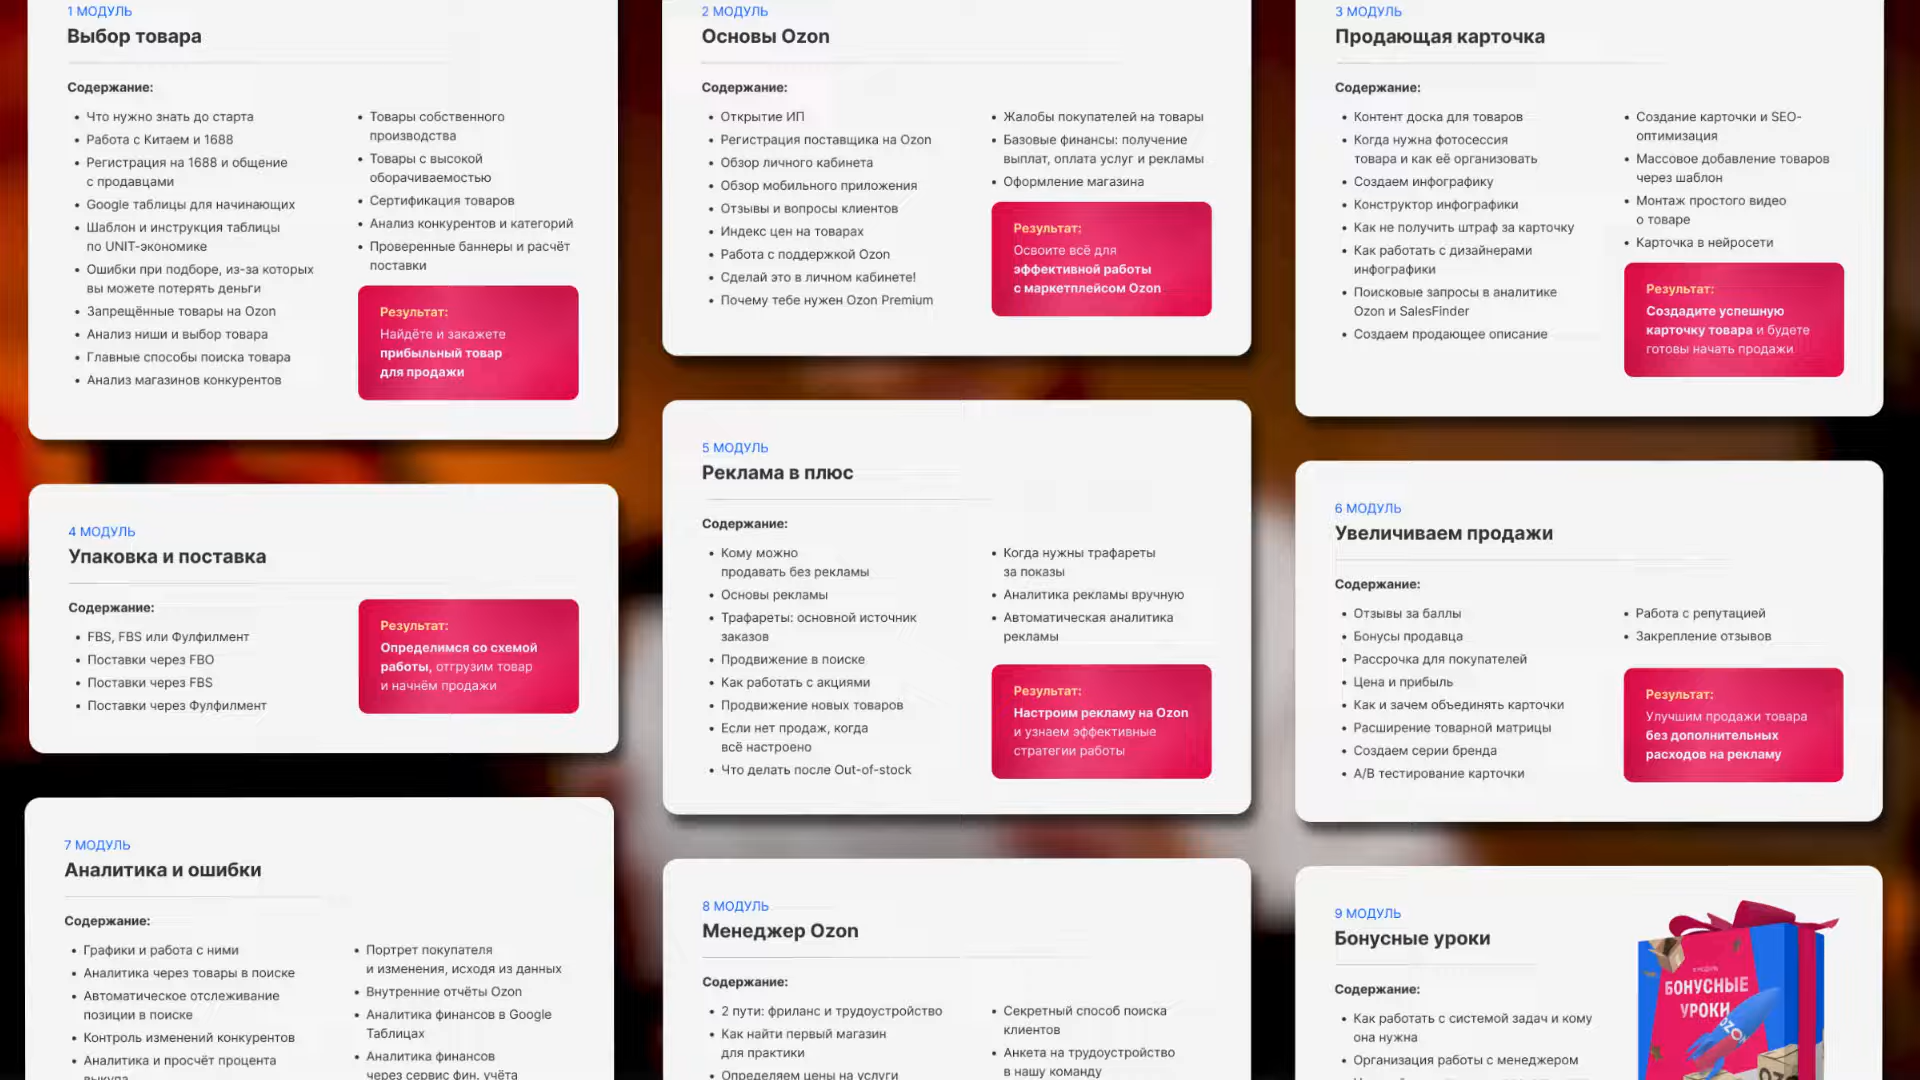 1 МОДУЛЬ
Выбор товара
Содержание:
Что нужно знать до старта
Работа с Китаем и 1688
Регистрация на 1688 и общение
с продавцами
Google таблицы для начинающих
Шаблон и инструкция таблицы
по UNIT-экономике
Ошибки при подборе, из-за которых
вы можете потерять деньги
Запрещённые товары на Ozon
Анализ ниши и выбор товара
Главные способы поиска товара
Анализ магазинов конкурентов
Товары собственного
производства
Товары с высокой
оборачиваемостью
Сертификация товаров
Анализ конкурентов и категорий
Проверенные баннеры и расчёт
поставки
Результат:
Найдёте и закажете
прибыльный товар
для продажи
2 МОДУЛЬ
Основы Ozon
Содержание:
Открытие ИП
Регистрация поставщика на Ozon
Обзор личного кабинета
Обзор мобильного приложения
Отзывы и вопросы клиентов
Индекс цен на товарах
Работа с поддержкой Ozon
Сделай это в личном кабинете!
Почему тебе нужен Ozon Premium
Жалобы покупателей на товары
Базовые финансы: получение
выплат, оплата услуг и рекламы
Оформление магазина
Результат:
Освоите всё для
эффективной работы
с маркетплейсом Ozon
3 МОДУЛЬ
Продающая карточка
Содержание:
Контент доска для товаров
Когда нужна фотосессия
товара и как её организовать
Создаем инфографику
Конструктор инфографики
Как не получить штраф за карточку
Как работать с дизайнерами
инфографики
Поисковые запросы в аналитике
Ozon и SalesFinder
Создаем продающее описание
Создание карточки и SEO-
оптимизация
Массовое добавление товаров
через шаблон
Монтаж простого видео
о товаре
Карточка в нейросети
Результат:
Создадите успешную
карточку товара и будете
готовы начать продажи
4 МОДУЛЬ
Упаковка и поставка
Содержание:
FBS, FBS или Фулфилмент
Поставки через FBO
Поставки через FBS
Поставки через Фулфилмент
Результат:
Определимся со схемой
работы, отгрузим товар
и начнём продажи
5 МОДУЛЬ
Реклама в плюс
Содержание:
Кому можно
продавать без рекламы
Основы рекламы
Трафареты: основной источник
заказов
Продвижение в поиске
Как работать с акциями
Продвижение новых товаров
Если нет продаж, когда
всё настроено
Что делать после Out-of-stock
Когда нужны трафареты
за показы
Аналитика рекламы вручную
Автоматическая аналитика
рекламы
Результат:
Настроим рекламу на Ozon
и узнаем эффективные
стратегии работы
6 МОДУЛЬ
Увеличиваем продажи
Содержание:
Отзывы за баллы
Бонусы продавца
Рассрочка для покупателей
Цена и прибыль
Как и зачем объединять карточки
Расширение товарной матрицы
Создаем серии бренда
A/B тестирование карточки
Работа с репутацией
Закрепление отзывов
Результат:
Улучшим продажи товара
без дополнительных
расходов на рекламу
7 МОДУЛЬ
Аналитика и ошибки
Содержание:
Графики и работа с ними
Аналитика через товары в поиске
Автоматическое отслеживание
позиции в поиске
Контроль изменений конкурентов
Аналитика и просчёт процента
выкупа
Портрет покупателя
и изменения, исходя из данных
Внутренние отчёты Ozon
Аналитика финансов в Google
Таблицах
Аналитика финансов
через сервис фин. учёта
8 МОДУЛЬ
Менеджер Ozon
Содержание:
2 пути: фриланс и трудоустройство
Как найти первый магазин
для практики
Определяем цены на услуги
Секретный способ поиска
клиентов
Анкета на трудоустройство
в нашу команду
9 МОДУЛЬ
Бонусные уроки
Содержание:
Как работать с системой задач и кому
она нужна
Организация работы с менеджером
9 МОДУЛЬ
БОНУСНЫЕ
УРОКИ
OZON